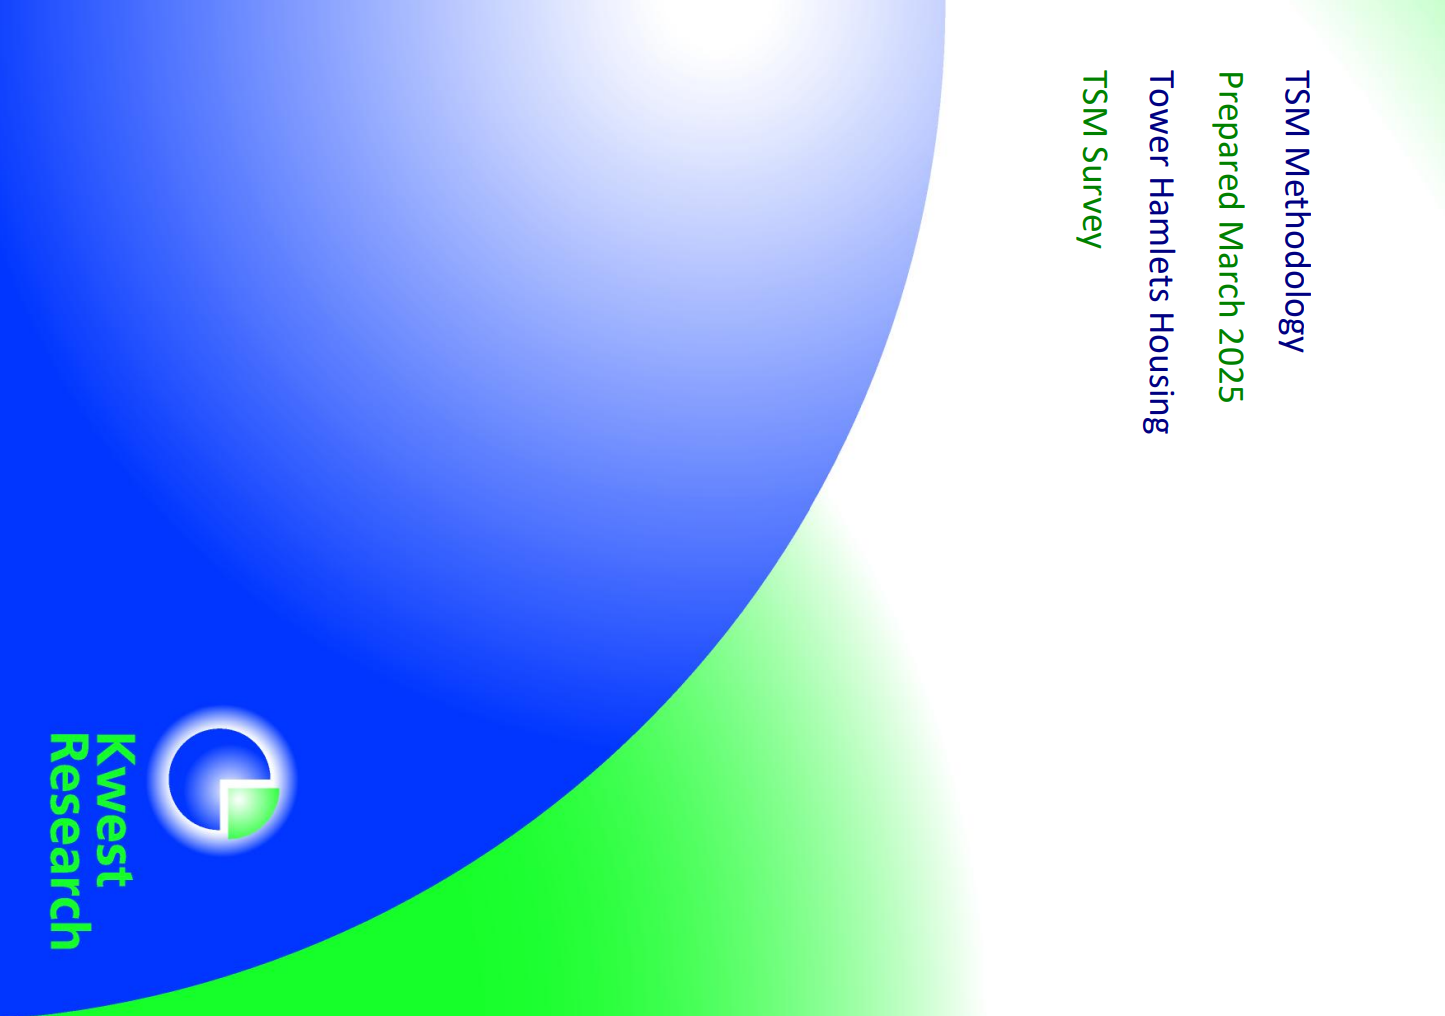 TSM Methodology
Prepared March 2025
Tower Hamlets Housing
TSM Survey
Kwest
Research